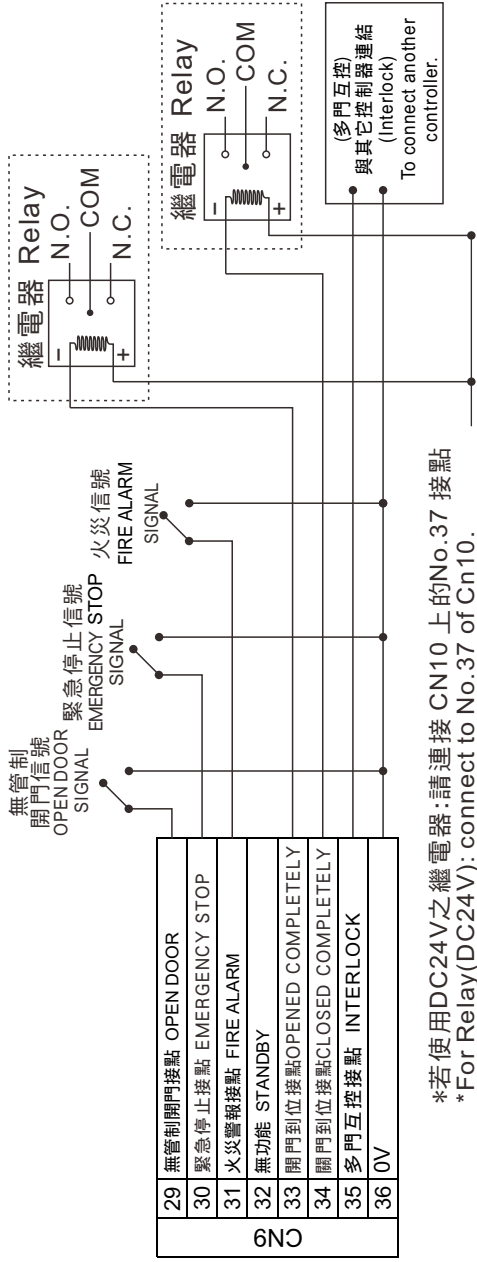 繼電器 Relay
N.O.
COM
N.C.
繼電器 Relay
N.O.
COM
N.C.
(多門互控)
與其它控制器連結
(Interlock)
To connect another
controller.
無管制
開門信號
OPEN DOOR
SIGNAL
緊急停止信號
EMERGENCY STOP
SIGNAL
火災信號
FIRE ALARM
SIGNAL
− +
− +
CN9
29 無管制開門接點 OPEN DOOR
30 緊急停止接點 EMERGENCY STOP
31 火災警報接點 FIRE ALARM
32 無功能 STANDBY
33 開門到位接點OPENED COMPLETELY
34 關門到位接點CLOSED COMPLETELY
35 多門互控接點 INTERLOCK
36 0V
*若使用DC24V之繼電器:請連接 CN10 上的No.37 接點
*For Relay(DC24V): connect to No.37 of Cn10.